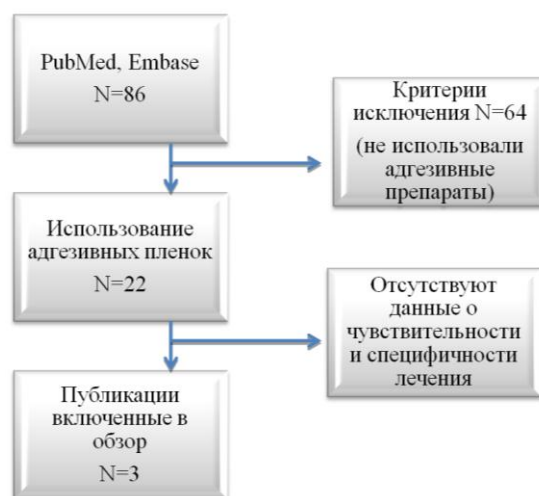 PubMed, Embase
N=86
Критерии
исключения N=64
(не использовали
адгезивные
препараты)
Использование
адгезивных пленок
N=22
Отсутствуют
данные о
чувствительности
и специфичности
лечения
Публикации
включенные в
обзор
N=3